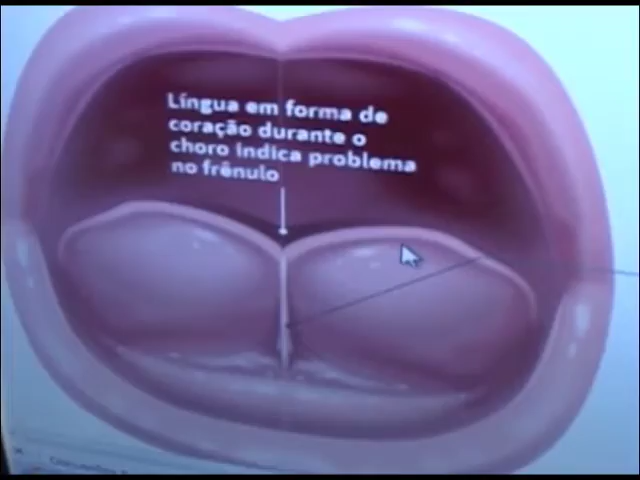 Língua em forma de
coração durante o
choro indica problema
no frênulo